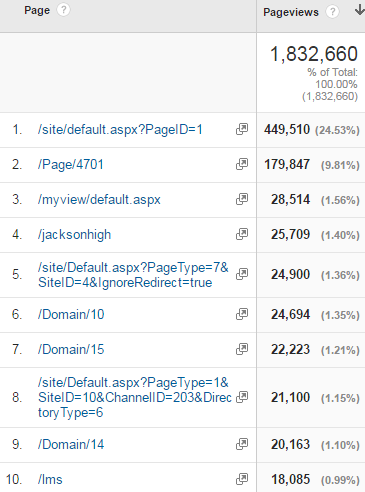 Page ? Pageviews ?
1,832,660
% of Total:
100.00%
(1,832,660)
1. /site/default.aspx?PageID=1 449,510 (24.53%)
2. /Page/4701 179,847 (9.81%)
3. /myview/default.aspx 28,514 (1.56%)
4. /jacksonhigh 25,709 (1.40%)
5. /site/Default.aspx?PageType=7& 24,900 (1.36%)
SiteID=4&IgnoreRedirect=true
6. /Domain/10 24,694 (1.35%)
7. /Domain/15 22,223 (1.21%)
8. /site/Default.aspx?PageType=1& 21,100 (1.15%)
SiteID=10&ChannelID=203&Direc
toryType=6
9. /Domain/14 20,163 (1.10%)
10. /lms 18,085 (0.99%)